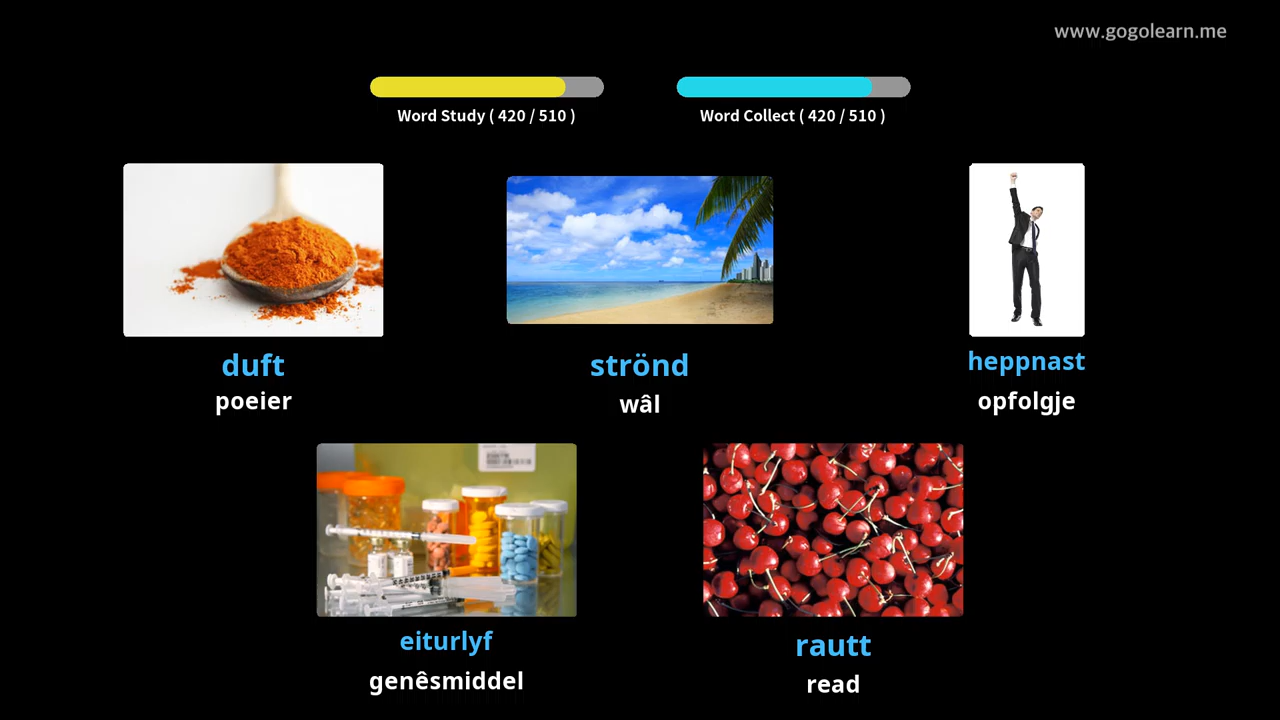 www.gogolearn.me
Word Study ( 420 / 510 )
Word Collect ( 420 / 510 )
duft
poeier
strönd
wâl
heppnast
opfolgje
eiturlyf
genêsmiddel
rautt
read